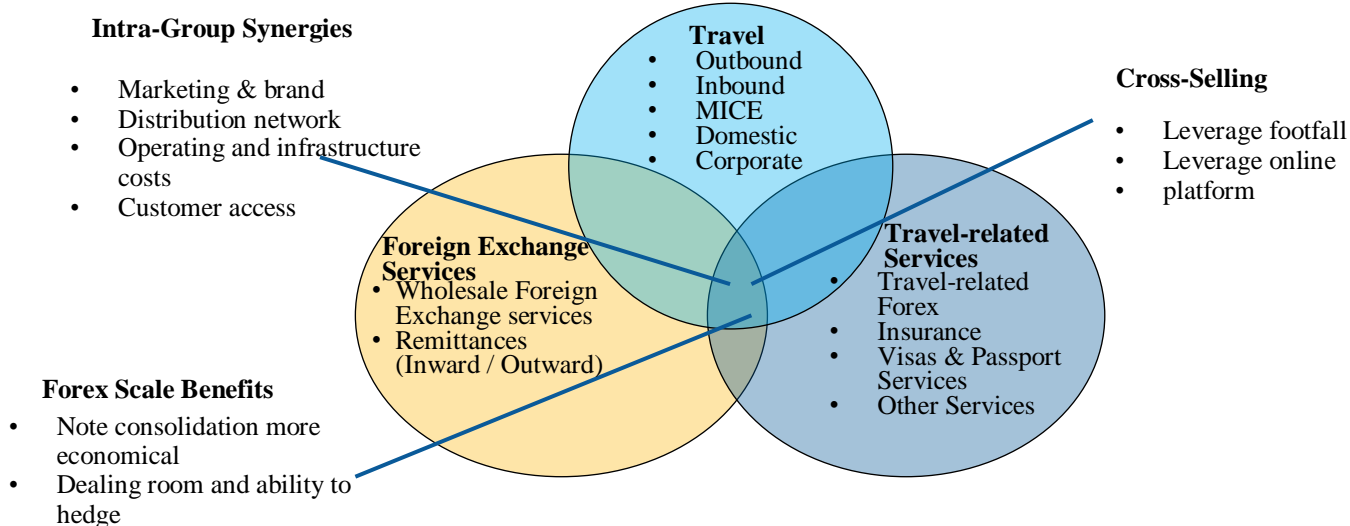 Intra-Group Synergies
• Marketing & brand
• Distribution network
• Operating and infrastructure
costs
• Customer access
Travel
• Outbound
• Inbound
• MICE
• Domestic
• Corporate
Cross-Selling
• Leverage footfall
• Leverage online
• platform
Foreign Exchange
Services
• Wholesale Foreign
Exchange services
• Remittances
(Inward / Outward)
Travel-related
Services
• Travel-related
Forex
• Insurance
• Visas & Passport
Services
• Other Services
Forex Scale Benefits
• Note consolidation more
economical
• Dealing room and ability to
hedge